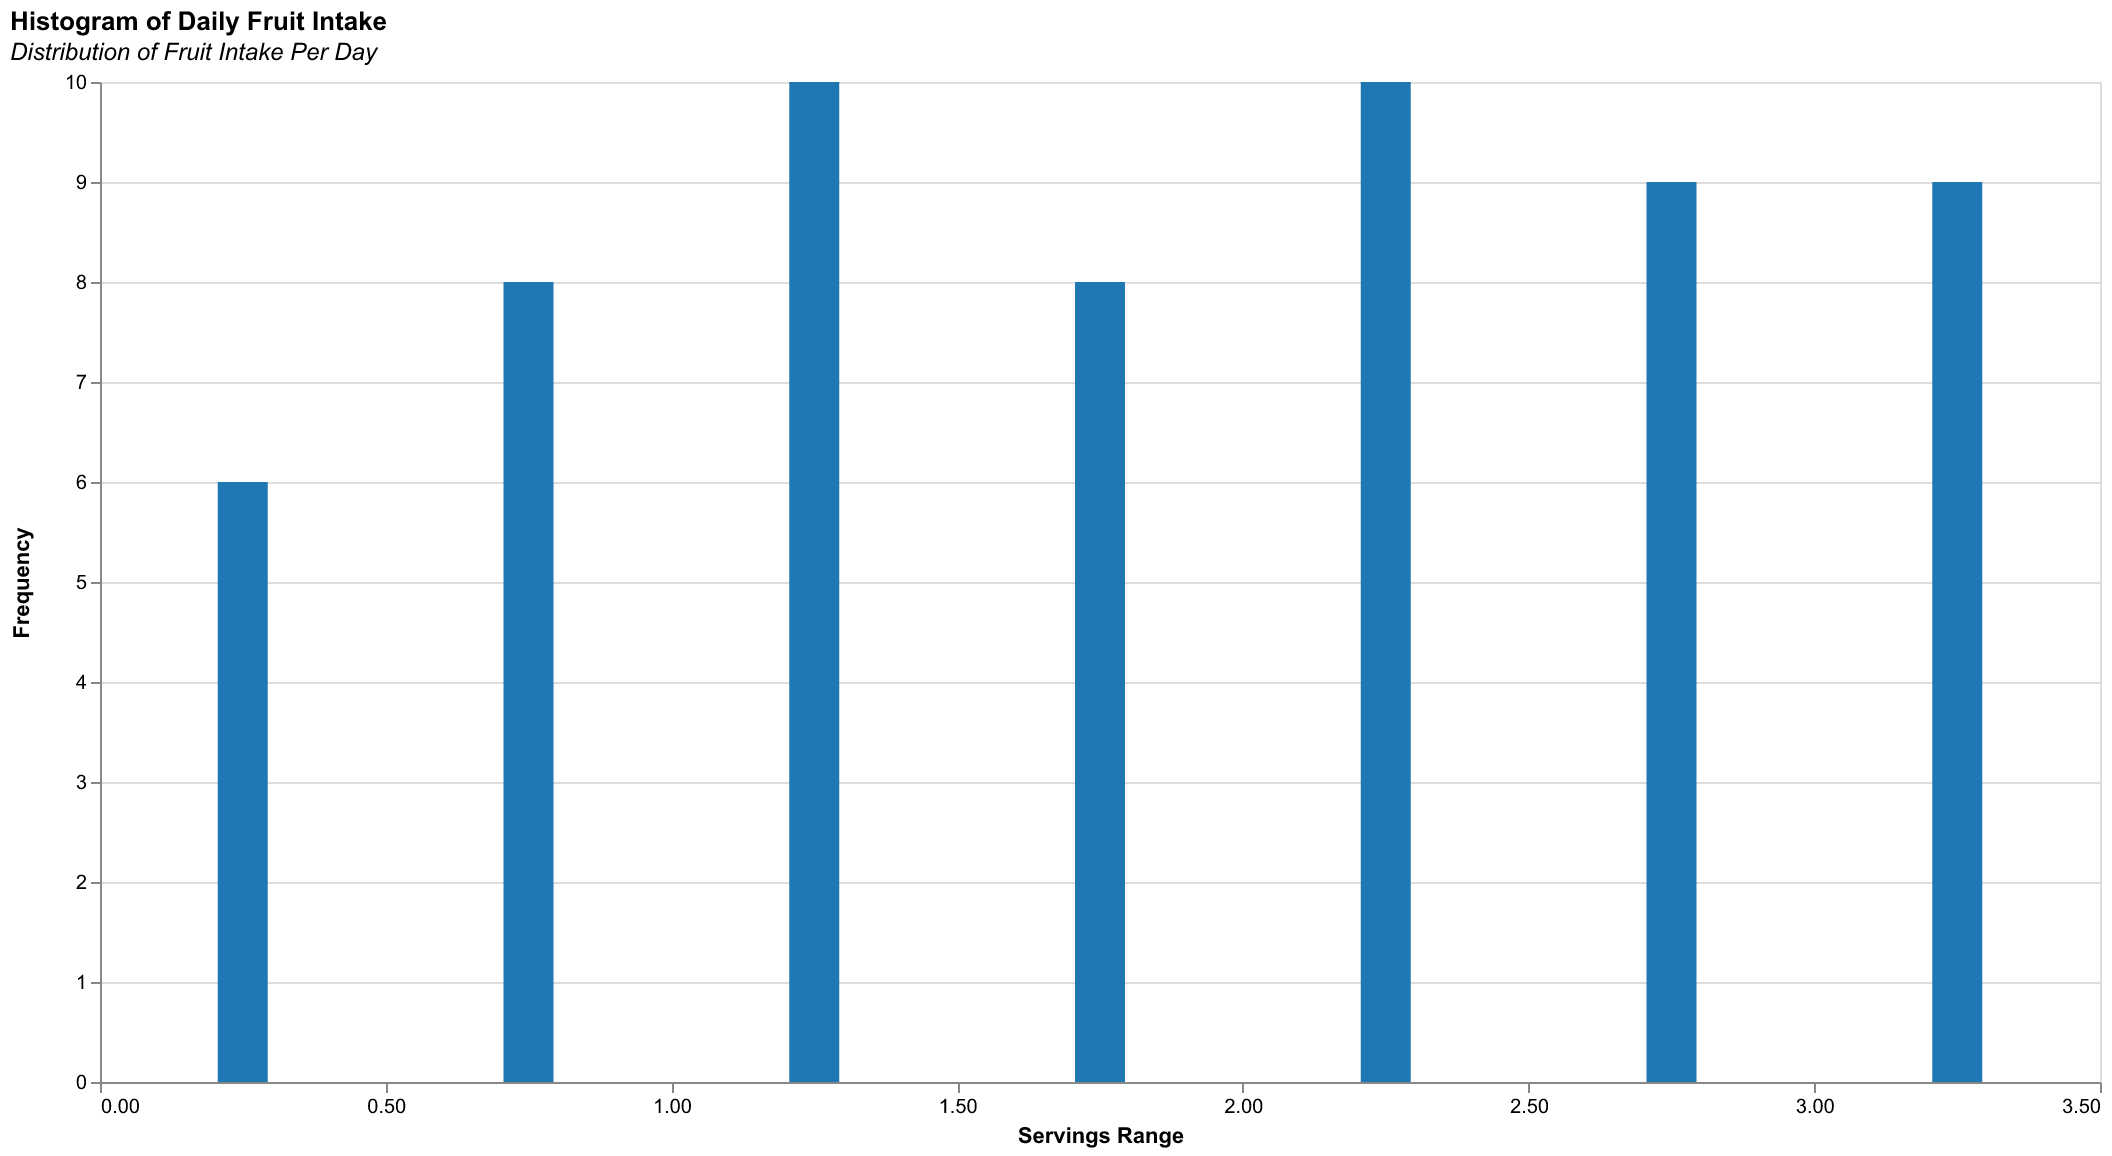 Histogram of Daily Fruit Intake
Distribution of Fruit Intake Per Day
10
9
8
7
6
5
4
3
2
1
0
Frequency
0.00 0.50 1.00 1.50 2.00 2.50 3.00 3.50
Servings Range